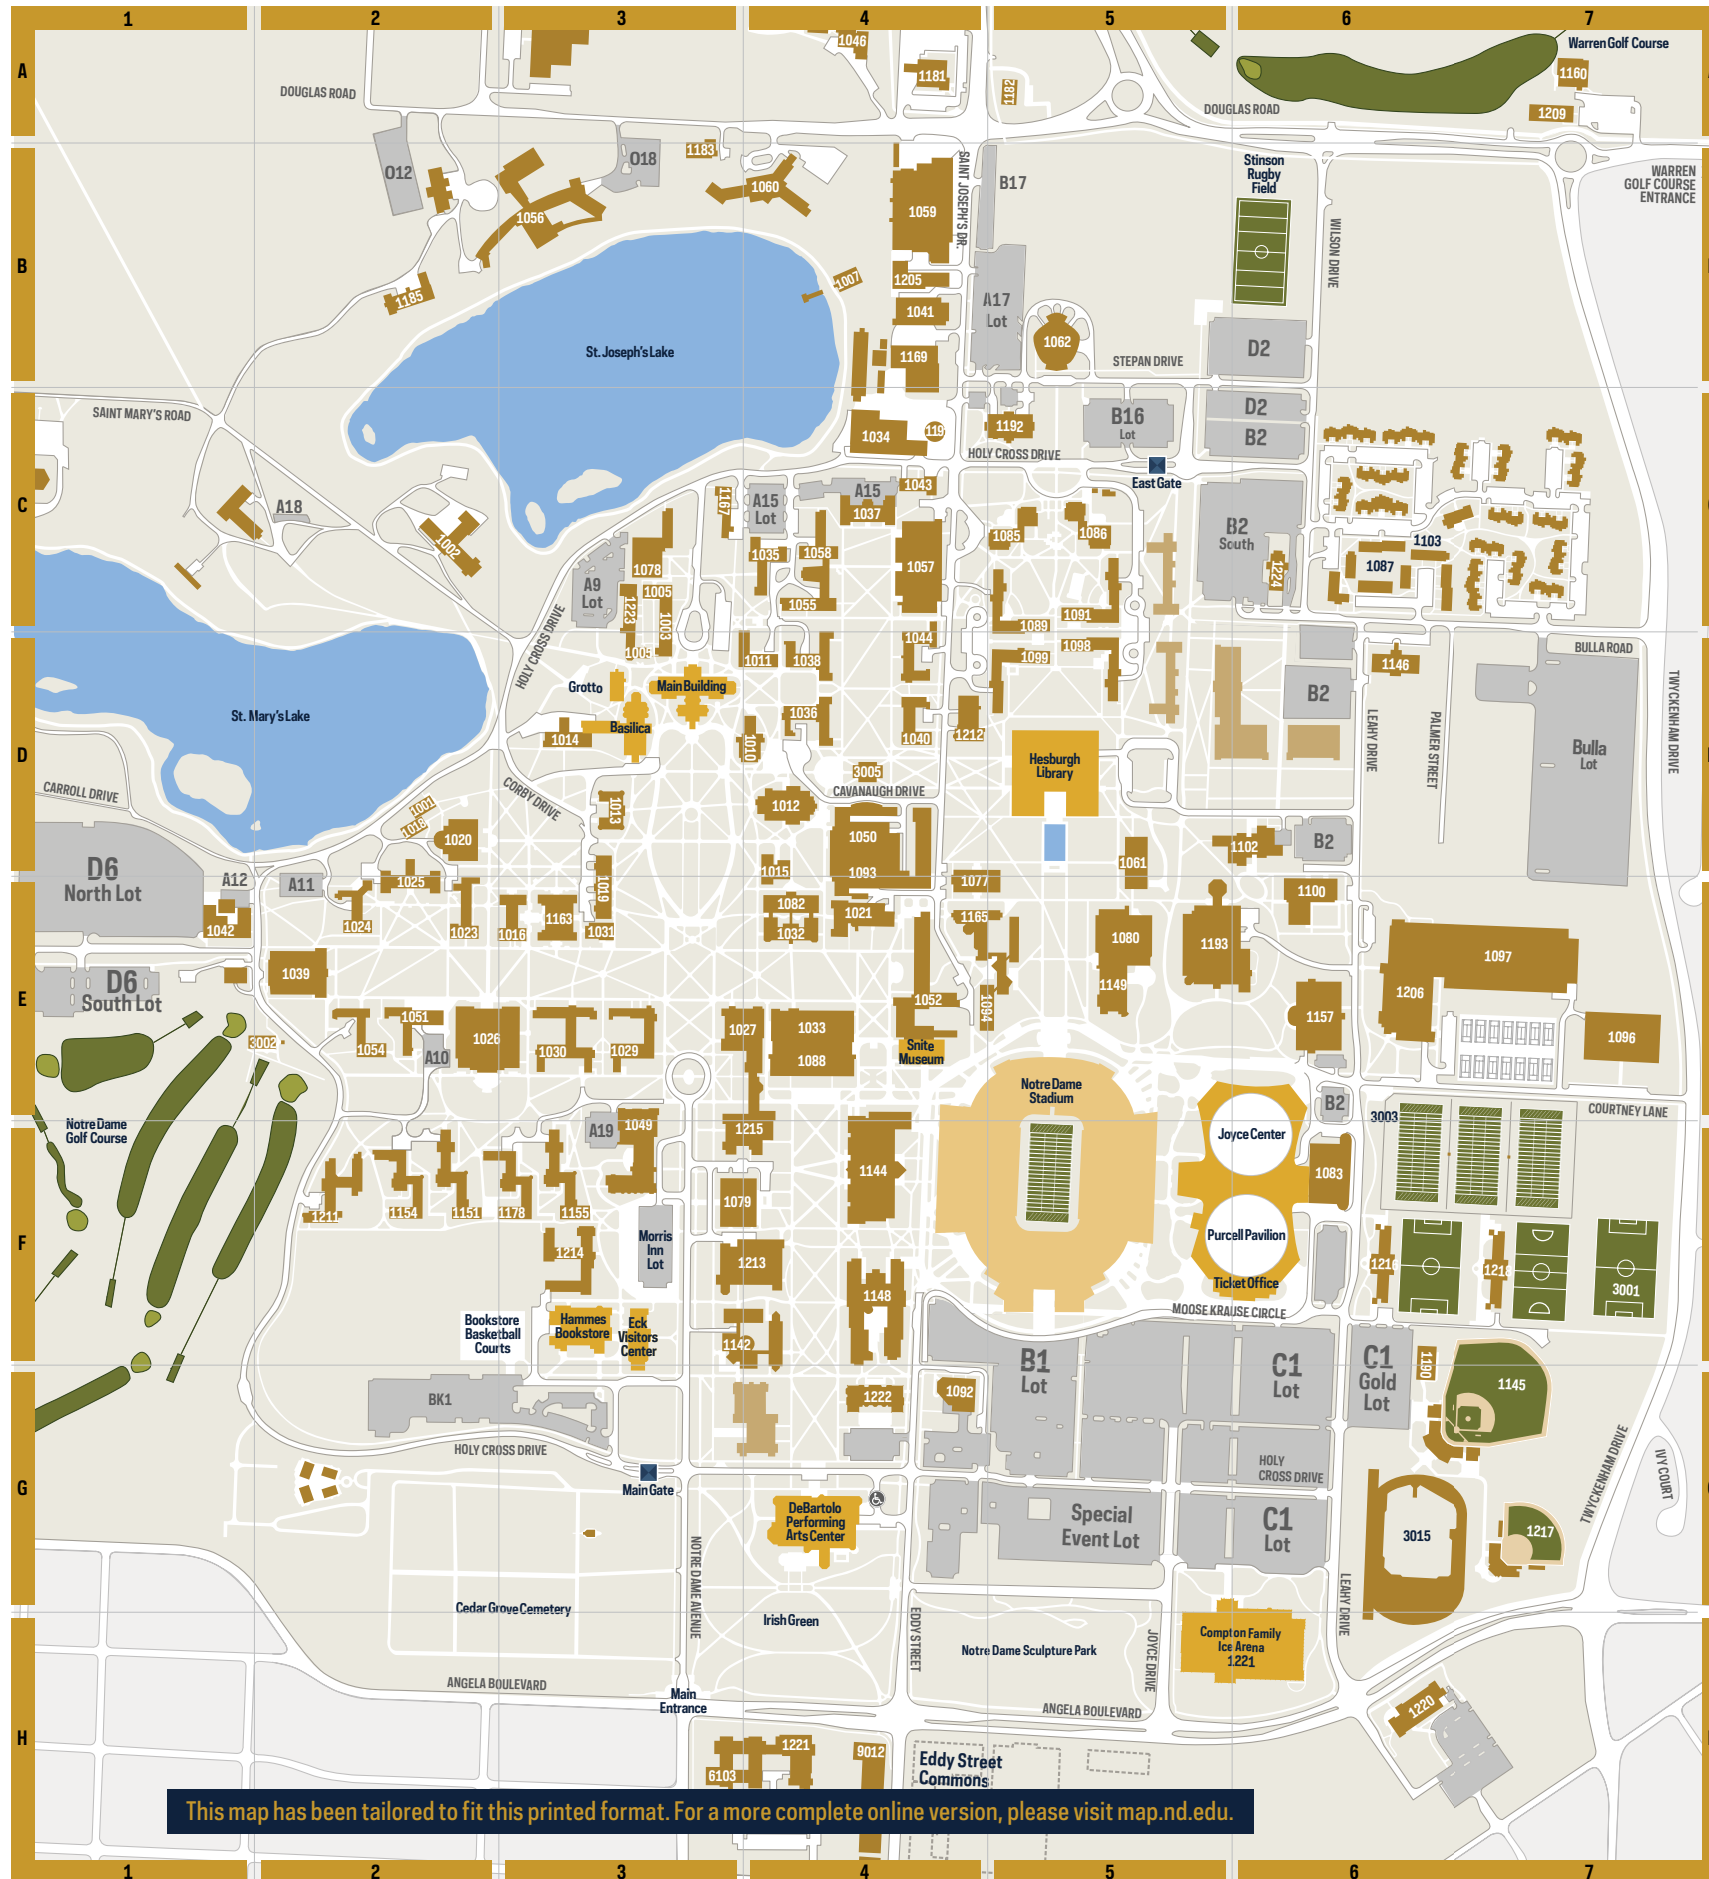 1 2 3 4 5 6 7
A
1046
1181
1182
Warren Golf Course
1160
1209
DOUGLAS ROAD
DOUGLAS ROAD
B
O12
O18
1183
1060
1056
1059
SAINT JOSEPH'S DR.
B17
Stinson
Rugby
Field
WARREN
GOLF COURSE
ENTRANCE
WILSON DRIVE
1185
1007
1205
1041
A17
Lot
1169
1062
St. Joseph's Lake
STEPAN DRIVE
D2
C
SAINT MARY'S ROAD
1034
1192
B16
Lot
D2
B2
HOLY CROSS DRIVE
East Gate
A18
1002
1167
A15
Lot
A15
1043
1037
1085
1086
B2
South
1035
1058
1057
1078
A9
Lot
1005
1223
1003
1055
1091
1089
1224
1103
1087
HOLY CROSS DRIVE
D
1005
1011
1038
1044
1099
1098
1146
BULLA ROAD
Grotto
Main Building
St. Mary's Lake
Basilica
1014
1010
1036
1040
1212
B2
LEAHY DRIVE
PALMER STREET
TWYCKENHAM DRIVE
Bulla
Lot
Hesburgh
Library
3005
CAVANAUGH DRIVE
CARROLL DRIVE
CORBY DRIVE
1001
1018
1013
1012
1020
1050
1093
1015
1061
1102
B2
D6
North Lot
A12
A11
1025
1019
1077
1100
E
1042
1024
1023
1016
1163
1031
1082
1032
1021
1165
1080
1193
1097
D6
South Lot
1039
1149
1206
1052
1094
1157
1096
3002
1054
1051
A10
1026
1030
1029
1027
1033
1088
Snite
Museum
Notre Dame
Stadium
B2
3003
COURTNEY LANE
F
Notre Dame
Golf Course
A19
1049
1215
1144
Joyce Center
1083
1211
1154
1151
1178
1155
1079
1214
Morris
Inn
Lot
1213
Purcell Pavilion
Ticket Office
1216
1218
3001
1148
MOOSE KRAUSE CIRCLE
Bookstore
Basketball
Courts
Hammes
Bookstore
Eck
Visitors
Center
1142
B1
Lot
C1
Lot
C1
Gold
Lot
1190
1145
G
BK1
1222
1092
HOLY CROSS DRIVE
Main Gate
HOLY
CROSS DRIVE
TWYCKENHAM DRIVE
IVY COURT
DeBartolo
Performing
Arts Center
Special
Event Lot
C1
Lot
3015
1217
NOTRE DAME AVENUE
Cedar Grove Cemetery
Irish Green
EDDY STREET
Notre Dame Sculpture Park
JOYCE DRIVE
Compton Family
Ice Arena
1221
LEAHY DRIVE
H
ANGELA BOULEVARD
Main
Entrance
ANGELA BOULEVARD
1220
1221
6103
9012
Eddy Street
Commons
This map has been tailored to fit this printed format. For a more complete online version, please visit map.nd.edu.
1 2 3 4 5 6 7